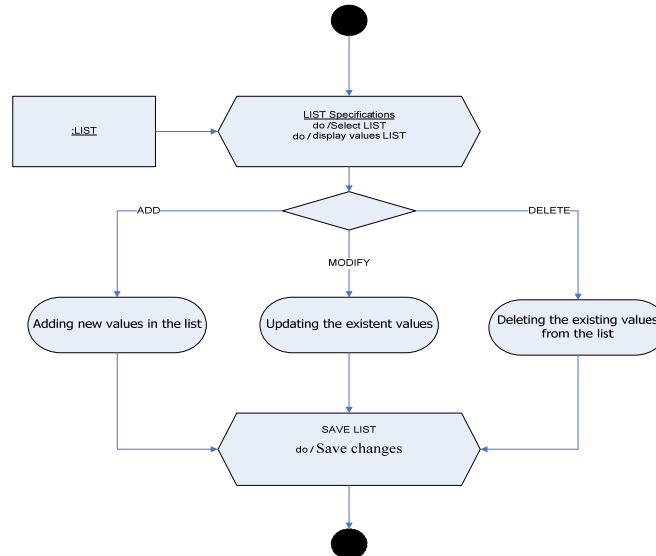 LIST Specifications
do /Select LIST
do / display values LIST
:LIST
ADD
DELETE
MODIFY
Adding new values in the list
Updating the existent values
Deleting the existing values
from the list
SAVE LIST
do / Save changes